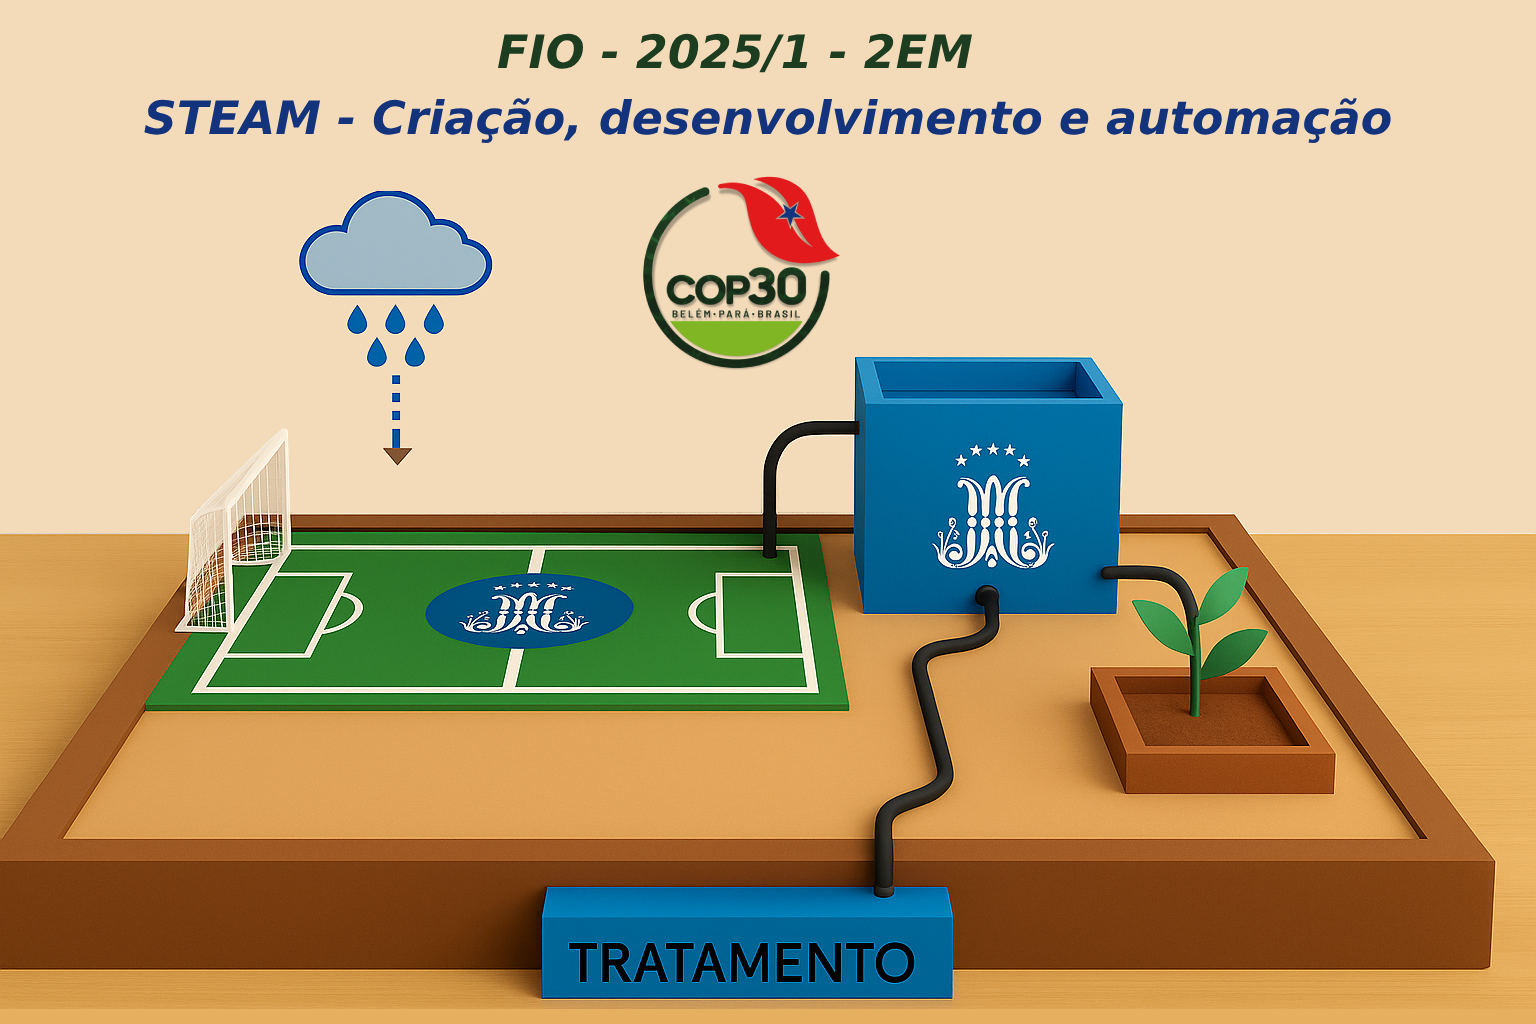 FIO - 2025/1 - 2EM
STEAM - Criação, desenvolvimento e automação
COP30
BELÉM•PARÁ•BRASIL
TRATAMENTO